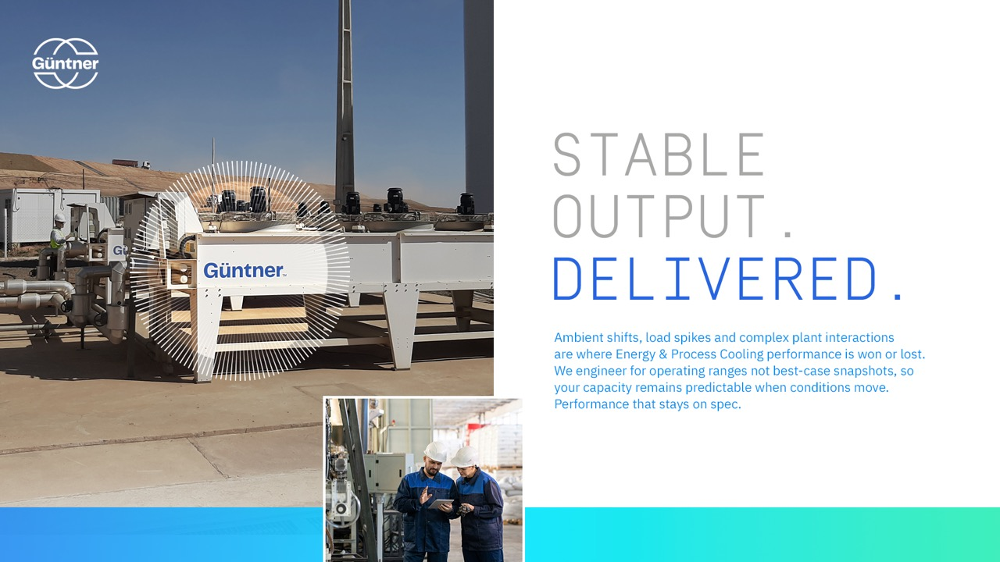 Güntner
Gü
Güntner™
STABLE
OUTPUT.
DELIVERED.
Ambient shifts, load spikes and complex plant interactions
are where Energy & Process Cooling performance is won or lost.
We engineer for operating ranges not best-case snapshots, so
your capacity remains predictable when conditions move.
Performance that stays on spec.